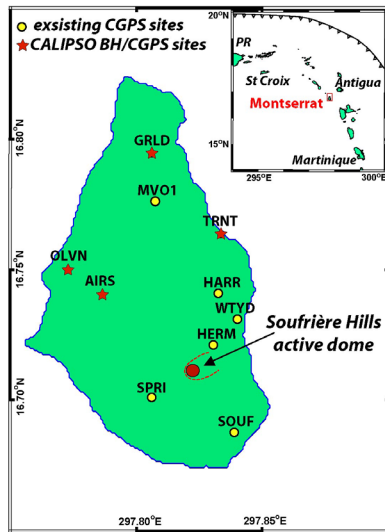 exsisting CGPS sites
CALIPSO BH/CGPS sites
20°N
PR
St Croix
Antigua
Montserrat
15°N
Martinique
295°E
300°E
16.80°N
GRLD
MVO1
TRNT
OLVN
16.75°N
AIRS
HARR
WTYD
HERM
Soufrière Hills
active dome
16.70°N
SPRI
SOUF
297.80°E
297.85°E